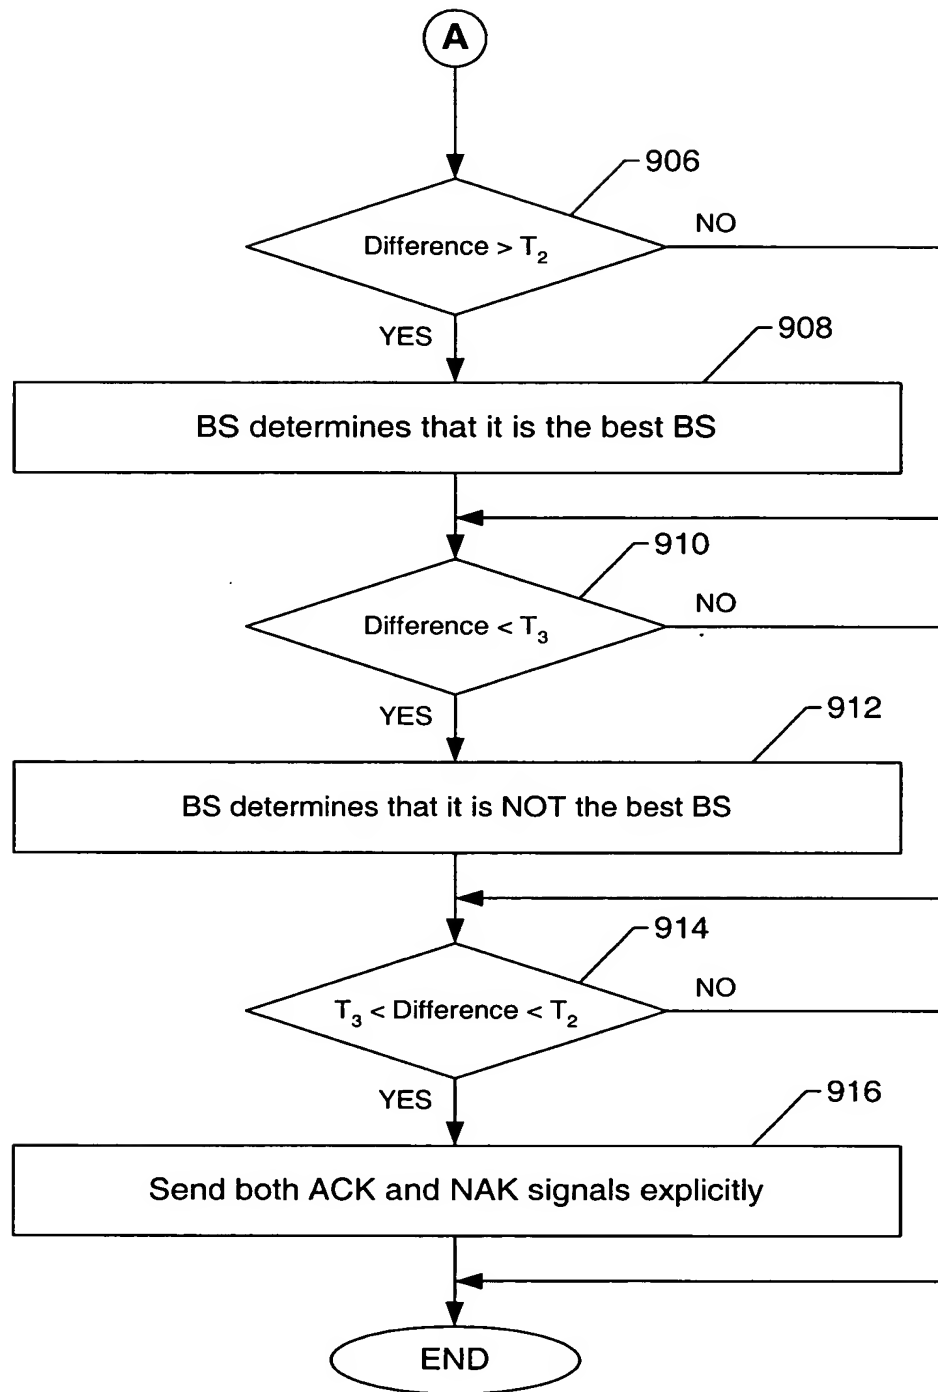 A
906
Difference > T₂
NO
YES
908
BS determines that it is the best BS
910
Difference < T₃
NO
YES
912
BS determines that it is NOT the best BS
914
T₃ < Difference < T₂
NO
YES
916
Send both ACK and NAK signals explicitly
END